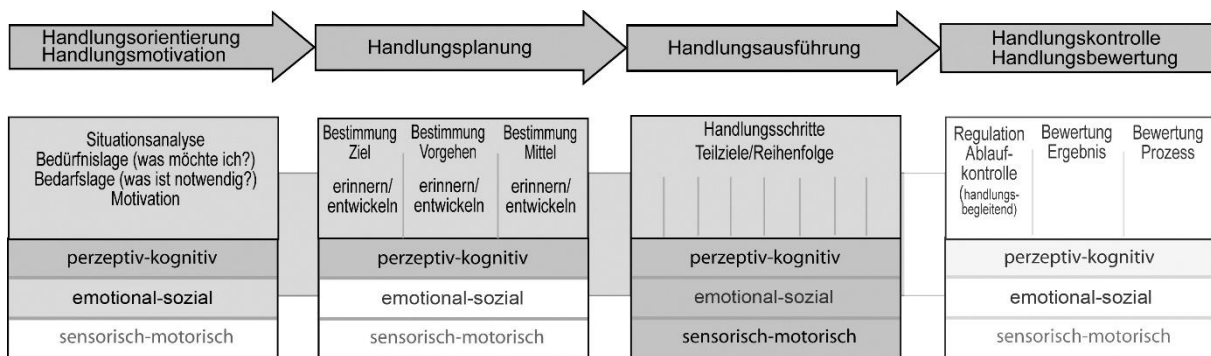 Handlungsorientierung
Handlungsmotivation
Handlungsplanung
Handlungsausführung
Handlungskontrolle
Handlungsbewertung
Situationsanalyse
Bedürfnislage (was möchte ich?)
Bedarfslage (was ist notwendig?)
Motivation
perzeptiv-kognitiv
emotional-sozial
sensorisch-motorisch
Bestimmung
Ziel
erinnern/
entwickeln
Bestimmung
Vorgehen
erinnern/
entwickeln
Bestimmung
Mittel
erinnern/
entwickeln
perzeptiv-kognitiv
emotional-sozial
sensorisch-motorisch
Handlungsschritte
Teilziele/Reihenfolge
perzeptiv-kognitiv
emotional-sozial
sensorisch-motorisch
Regulation
Ablauf-
kontrolle
(handlungs-
begleitend)
Bewertung
Ergebnis
Bewertung
Prozess
perzeptiv-kognitiv
emotional-sozial
sensorisch-motorisch